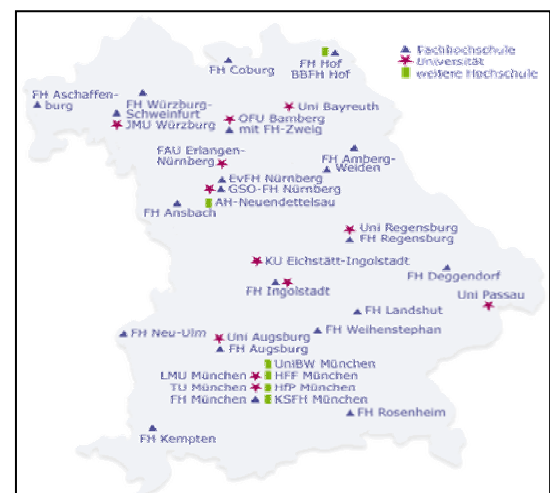 FH Hof
BBFH Hof
FH Coburg
Fachhochschule
Universität
weitere Hochschule
FH Aschaffen-
burg
FH Würzburg-
Schweinfurt
JMU Würzburg
Uni Bayreuth
OFU Bamberg
mit FH-Zweig
FAU Erlangen-
Nürnberg
FH Amberg-
Weiden
EvFH Nürnberg
GSO-FH Nürnberg
AH-Neuendettelsau
FH Ansbach
Uni Regensburg
FH Regensburg
KU Eichstätt-Ingolstadt
FH Deggendorf
FH Ingolstadt
Uni Passau
FH Landshut
FH Neu-Ulm
Uni Augsburg
FH Weihenstephan
FH Augsburg
UniBW München
LMU München
HFF München
TU München
HfP München
FH München
KSFH München
FH Rosenheim
FH Kempten